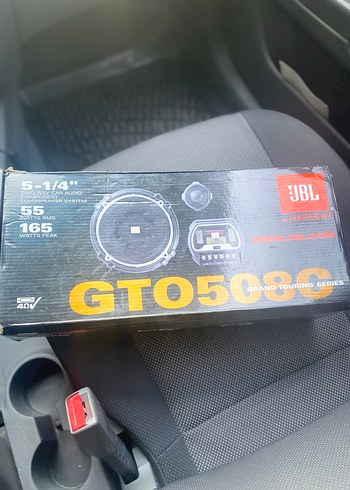 5-1/4"
TWO-WAY CAR AUDIO
COMPONENT
LOUDSPEAKER SYSTEM
55
WATTS RMS
165
WATTS PEAK
JBL
GTO508C
GRAND TOURING SERIES
4Ω